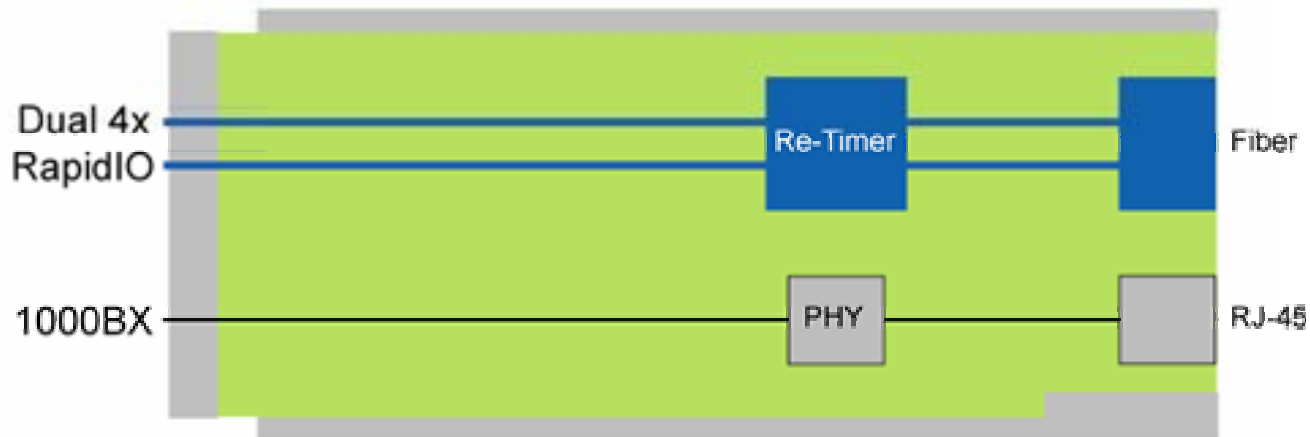 Dual 4x
RapidIO
Re-Timer
Fiber
1000BX
PHY
RJ-45